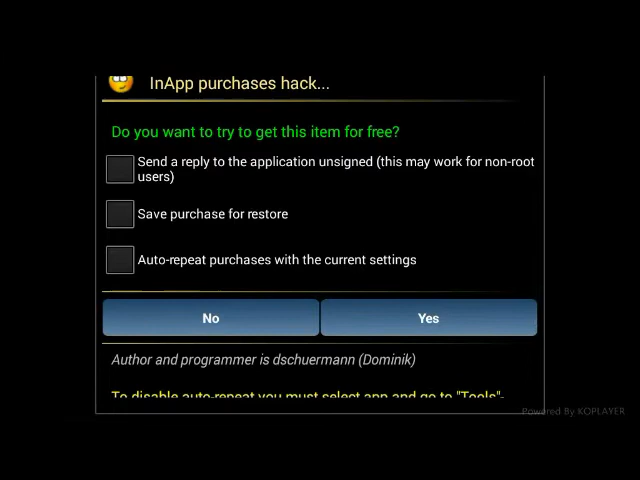 InApp purchases hack...
Do you want to try to get this item for free?
Send a reply to the application unsigned (this may work for non-root
users)
Save purchase for restore
Auto-repeat purchases with the current settings
No
Yes
Author and programmer is dschuermann (Dominik)
To disable auto-repeat you must select app and go to "Tools"-
Powered By KOPLAYER